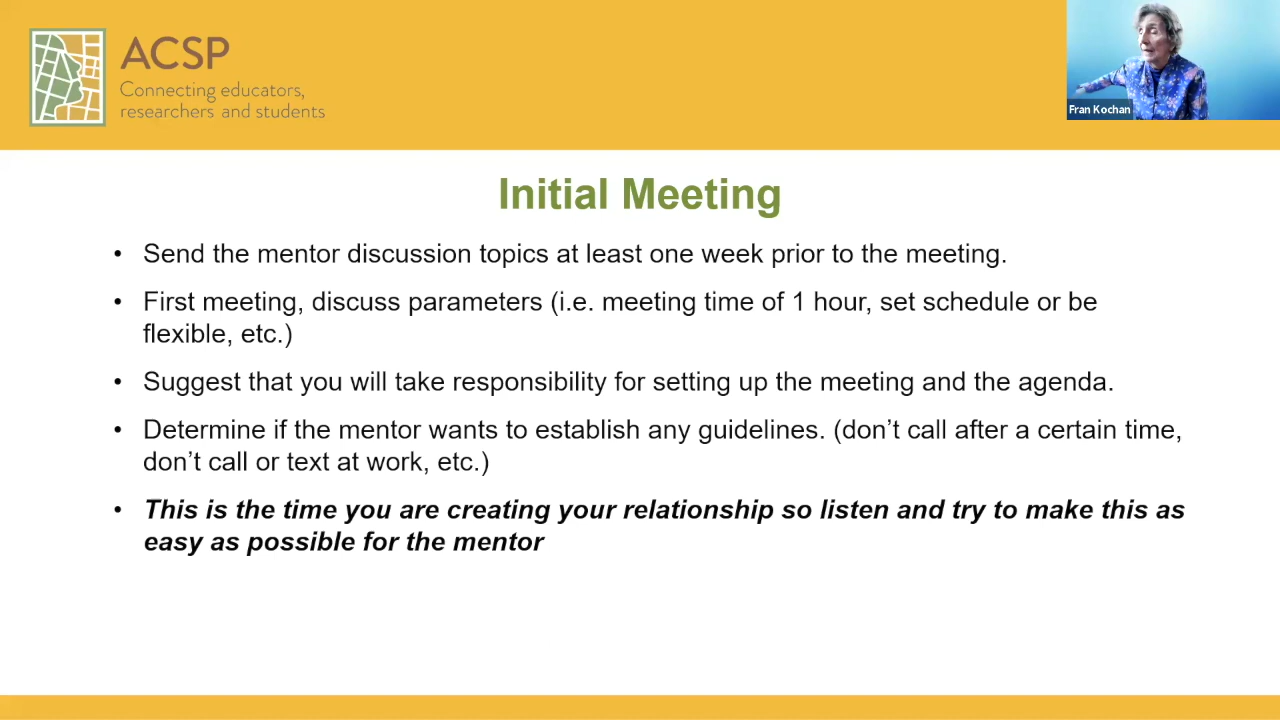 ACSP
Connecting educators,
researchers and students
Fran Kochan
Initial Meeting
• Send the mentor discussion topics at least one week prior to the meeting.
• First meeting, discuss parameters (i.e. meeting time of 1 hour, set schedule or be
flexible, etc.)
• Suggest that you will take responsibility for setting up the meeting and the agenda.
• Determine if the mentor wants to establish any guidelines. (don’t call after a certain time,
don’t call or text at work, etc.)
• This is the time you are creating your relationship so listen and try to make this as
easy as possible for the mentor